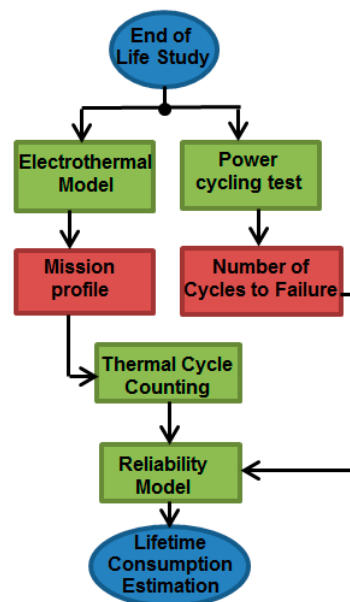 End of
Life Study
Electrothermal
Model
Power
cycling test
Mission
profile
Number of
Cycles to Failure
Thermal Cycle
Counting
Reliability
Model
Lifetime
Consumption
Estimation